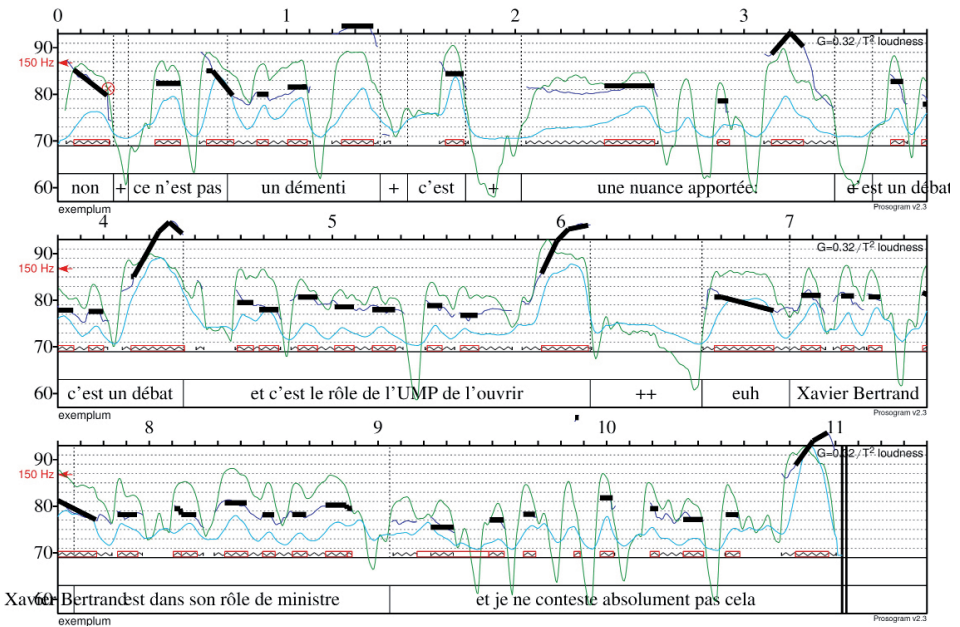 0 1 2 3
G=0.32/T² loudness
90
150 Hz
80
70
60
non + ce n'est pas un démenti + c'est + une nuance apportée. + c'est un débat
exemplum
Prosogram v2.3
4 5 6 7
G=0.32/T² loudness
90
150 Hz
80
70
60
c'est un débat et c'est le rôle de l'UMP de l'ouvrir ++ euh Xavier Bertrand
exemplum
Prosogram v2.3
8 9 10 11
G=0.32/T² loudness
90
150 Hz
80
70
60
Xavier Bertrand est dans son rôle de ministre et je ne conteste absolument pas cela
exemplum
Prosogram v2.3